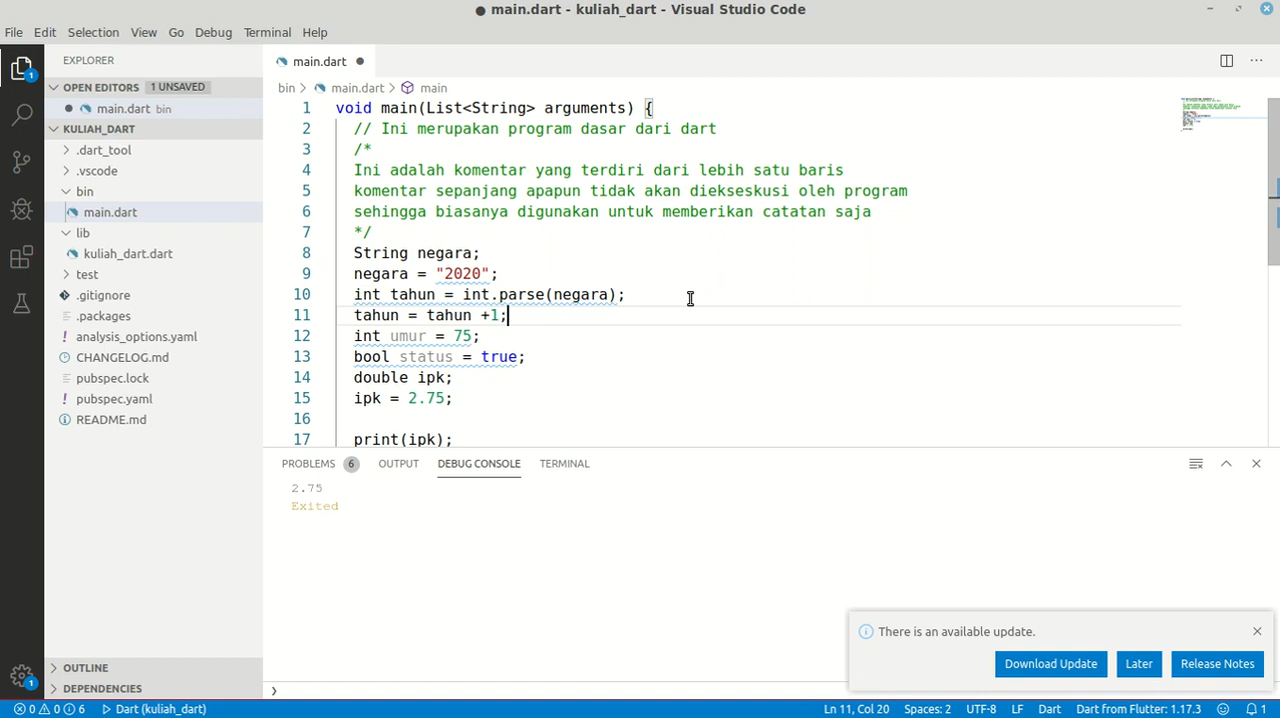 ● main.dart - kuliah_dart - Visual Studio Code
File Edit Selection View Go Debug Terminal Help
EXPLORER
main.dart ●
OPEN EDITORS 1 UNSAVED
bin > main.dart > main
● main.dart bin
KULIAH_DART
.dart_tool
.vscode
bin
main.dart
lib
kuliah_dart.dart
test
.gitignore
.packages
analysis_options.yaml
CHANGELOG.md
pubspec.lock
pubspec.yaml
README.md
OUTLINE
DEPENDENCIES
1 void main(List<String> arguments) {
2 // Ini merupakan program dasar dari dart
3 /*
4 Ini adalah komentar yang terdiri dari lebih satu baris
5 komentar sepanjang apapun tidak akan diekseskusi oleh program
6 sehingga biasanya digunakan untuk memberikan catatan saja
7 */
8 String negara;
9 negara = "2020";
10 int tahun = int.parse(negara);
11 tahun = tahun +1;
12 int umur = 75;
13 bool status = true;
14 double ipk;
15 ipk = 2.75;
16
17 print(ipk);
PROBLEMS 6 OUTPUT DEBUG CONSOLE TERMINAL
2.75
Exited
There is an available update.
Download Update Later Release Notes
1
1
0 0 6 Dart (kuliah_dart) Ln 11, Col 20 Spaces: 2 UTF-8 LF Dart Dart from Flutter: 1.17.3 1